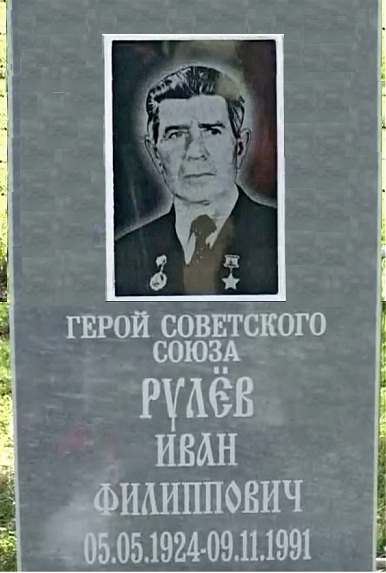 ГЕРОЙ СОВЕТСКОГО
СОЮЗА
РУЛЁВ
ИВАН
ФИЛИППОВИЧ
05.05.1924-09.11.1991